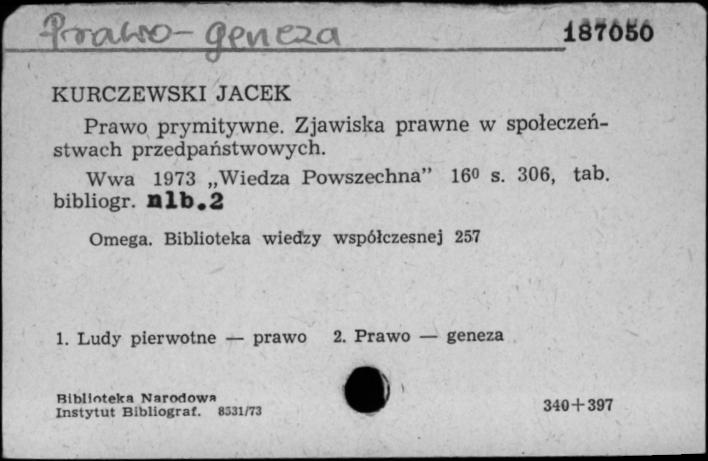 Prawo - geneza
187050
KURCZEWSKI JACEK
Prawo prymitywne. Zjawiska prawne w społeczeń-
stwach przedpaństwowych.
Wwa 1973 „Wiedza Powszechna” 16⁰ s. 306, tab.
bibliogr. nlb.2
Omega. Biblioteka wiedzy współczesnej 257
1. Ludy pierwotne — prawo 2. Prawo — geneza
Biblioteka Narodowa
Instytut Bibliograf. 8531/73
340+397